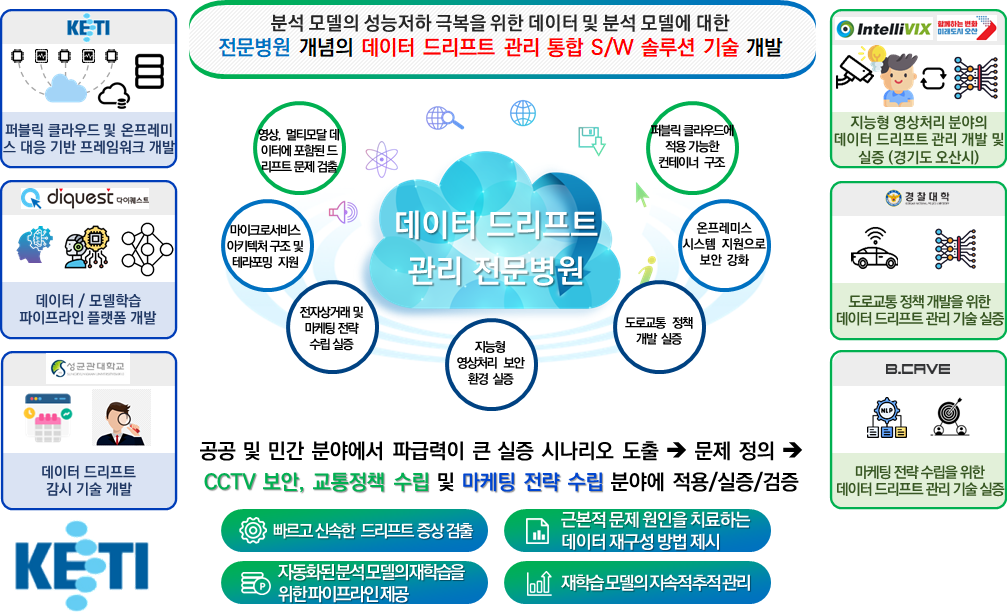 분석 모델의 성능저하 극복을 위한 데이터 및 분석 모델에 대한
전문병원 개념의 데이터 드리프트 관리 통합 S/W 솔루션 기술 개발
KETI
퍼블릭 클라우드 및 온프레미
스 대응 기반 프레임워크 개발
diquest 다이퀘스트
데이터 / 모델학습
파이프라인 플랫폼 개발
성균관대학교
데이터 드리프트
감시 기술 개발
KETI
영상, 멀티모달 데
이터에 포함된 드
리프트 문제 검출
마이크로서비스
아키텍처 구조 및
테라포밍 지원
전자상거래 및
마케팅 전략
수립 실증
지능형
영상처리 보안
환경 실증
도로교통 정책
개발 실증
온프레미스
시스템 지원으로
보안 강화
퍼블릭 클라우드에
적용 가능한
컨테이너 구조
데이터 드리프트
관리 전문병원
공공 및 민간 분야에서 파급력이 큰 실증 시나리오 도출 ➔ 문제 정의 ➔
CCTV 보안, 교통정책 수립 및 마케팅 전략 수립 분야에 적용/실증/검증
빠르고 신속한 드리프트 증상 검출
근본적 문제 원인을 치료하는
데이터 재구성 방법 제시
자동화된 분석 모델의 재학습을
위한 파이프라인 제공
재학습 모델의 지속적 추적 관리
IntelliVIX
함께하는 변화
미래도시 오산
지능형 영상처리 분야의
데이터 드리프트 관리 개발 및
실증 (경기도 오산시)
경찰대학
도로교통 정책 개발을 위한
데이터 드리프트 관리 기술 실증
B.CAVE
NLP
마케팅 전략 수립을 위한
데이터 드리프트 관리 기술 실증